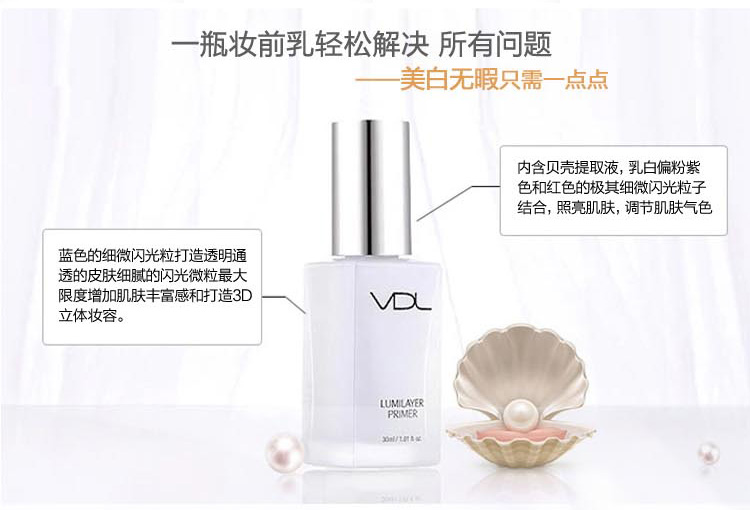 一瓶妆前乳轻松解决 所有问题
——美白无暇只需一点点
内含贝壳提取液，乳白偏粉紫
色和红色的极其细微闪光粒子
结合，照亮肌肤，调节肌肤气色
蓝色的细微闪光粒打造透明通
透的皮肤细腻的闪光微粒最大
限度增加肌肤丰富感和打造3D
立体妆容。
VDL
LUMILAYER
PRIMER
30ml / 1.01 fl oz